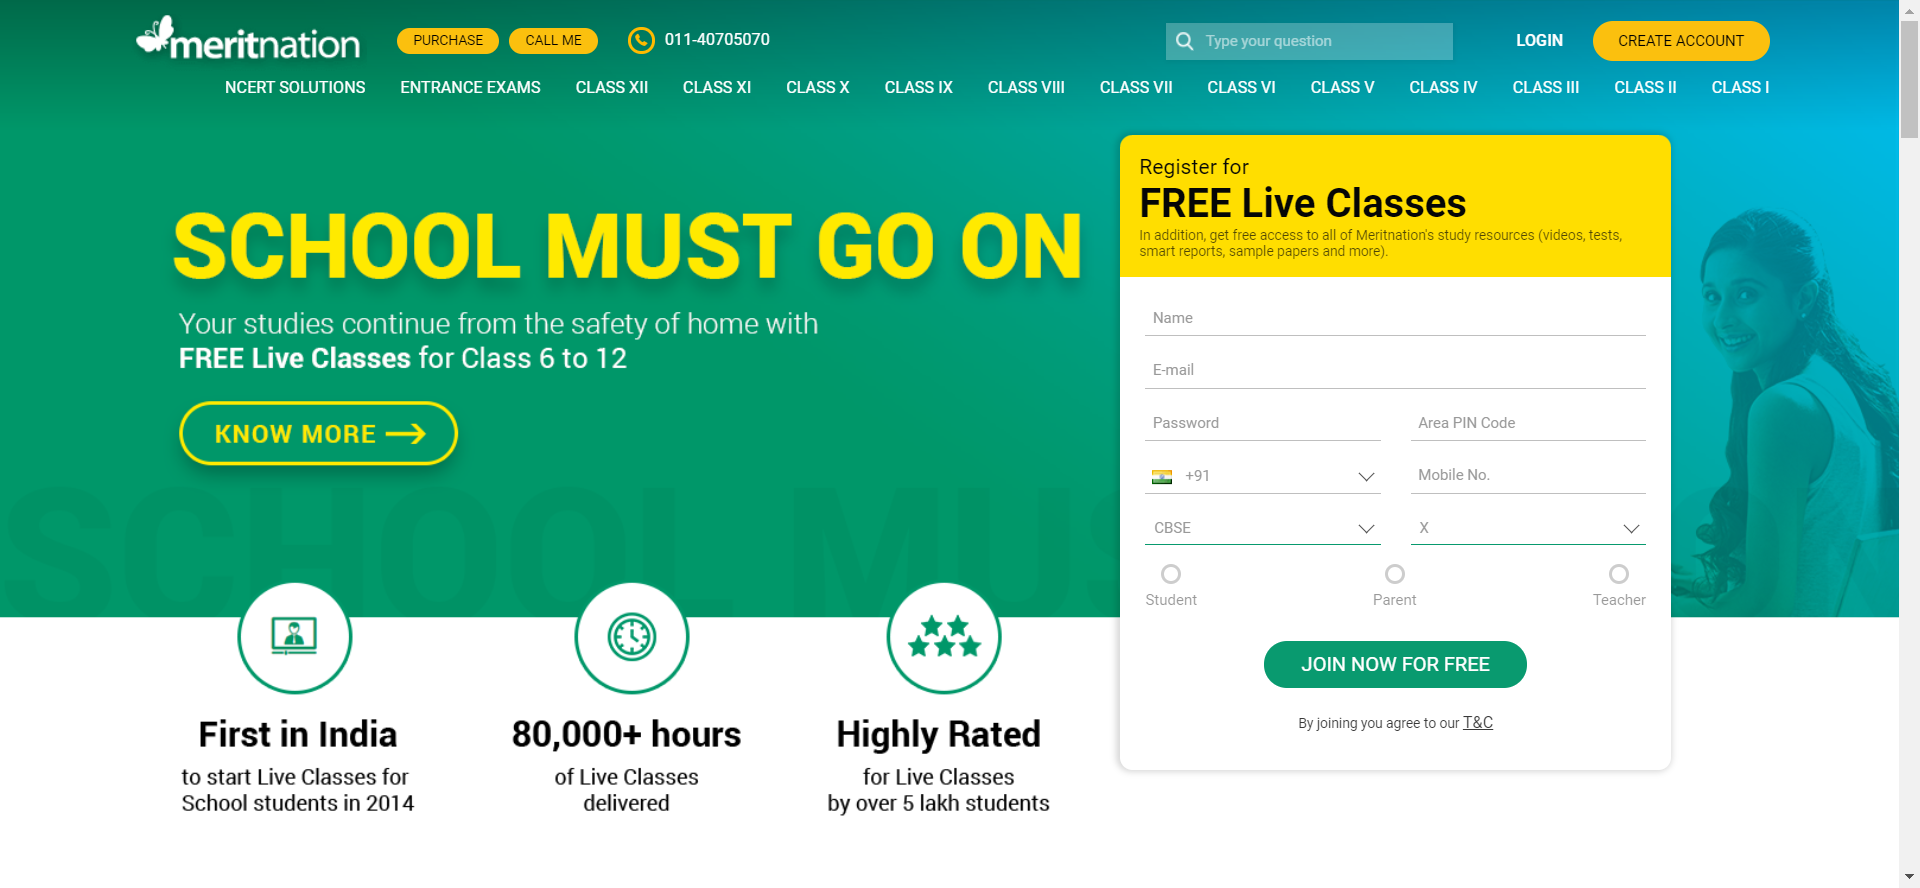 meritnation
PURCHASE
CALL ME
011-40705070
Type your question
LOGIN
CREATE ACCOUNT
NCERT SOLUTIONS
ENTRANCE EXAMS
CLASS XII
CLASS XI
CLASS X
CLASS IX
CLASS VIII
CLASS VII
CLASS VI
CLASS V
CLASS IV
CLASS III
CLASS II
CLASS I
SCHOOL MUST GO ON
Your studies continue from the safety of home with
FREE Live Classes for Class 6 to 12
KNOW MORE
SCHOOL MUS
Register for
FREE Live Classes
In addition, get free access to all of Meritnation's study resources (videos, tests,
smart reports, sample papers and more).
Name
E-mail
Password
Area PIN Code
+91
Mobile No.
CBSE
X
Student
Parent
Teacher
JOIN NOW FOR FREE
By joining you agree to our T&C
First in India
to start Live Classes for
School students in 2014
80,000+ hours
of Live Classes
delivered
Highly Rated
for Live Classes
by over 5 lakh students